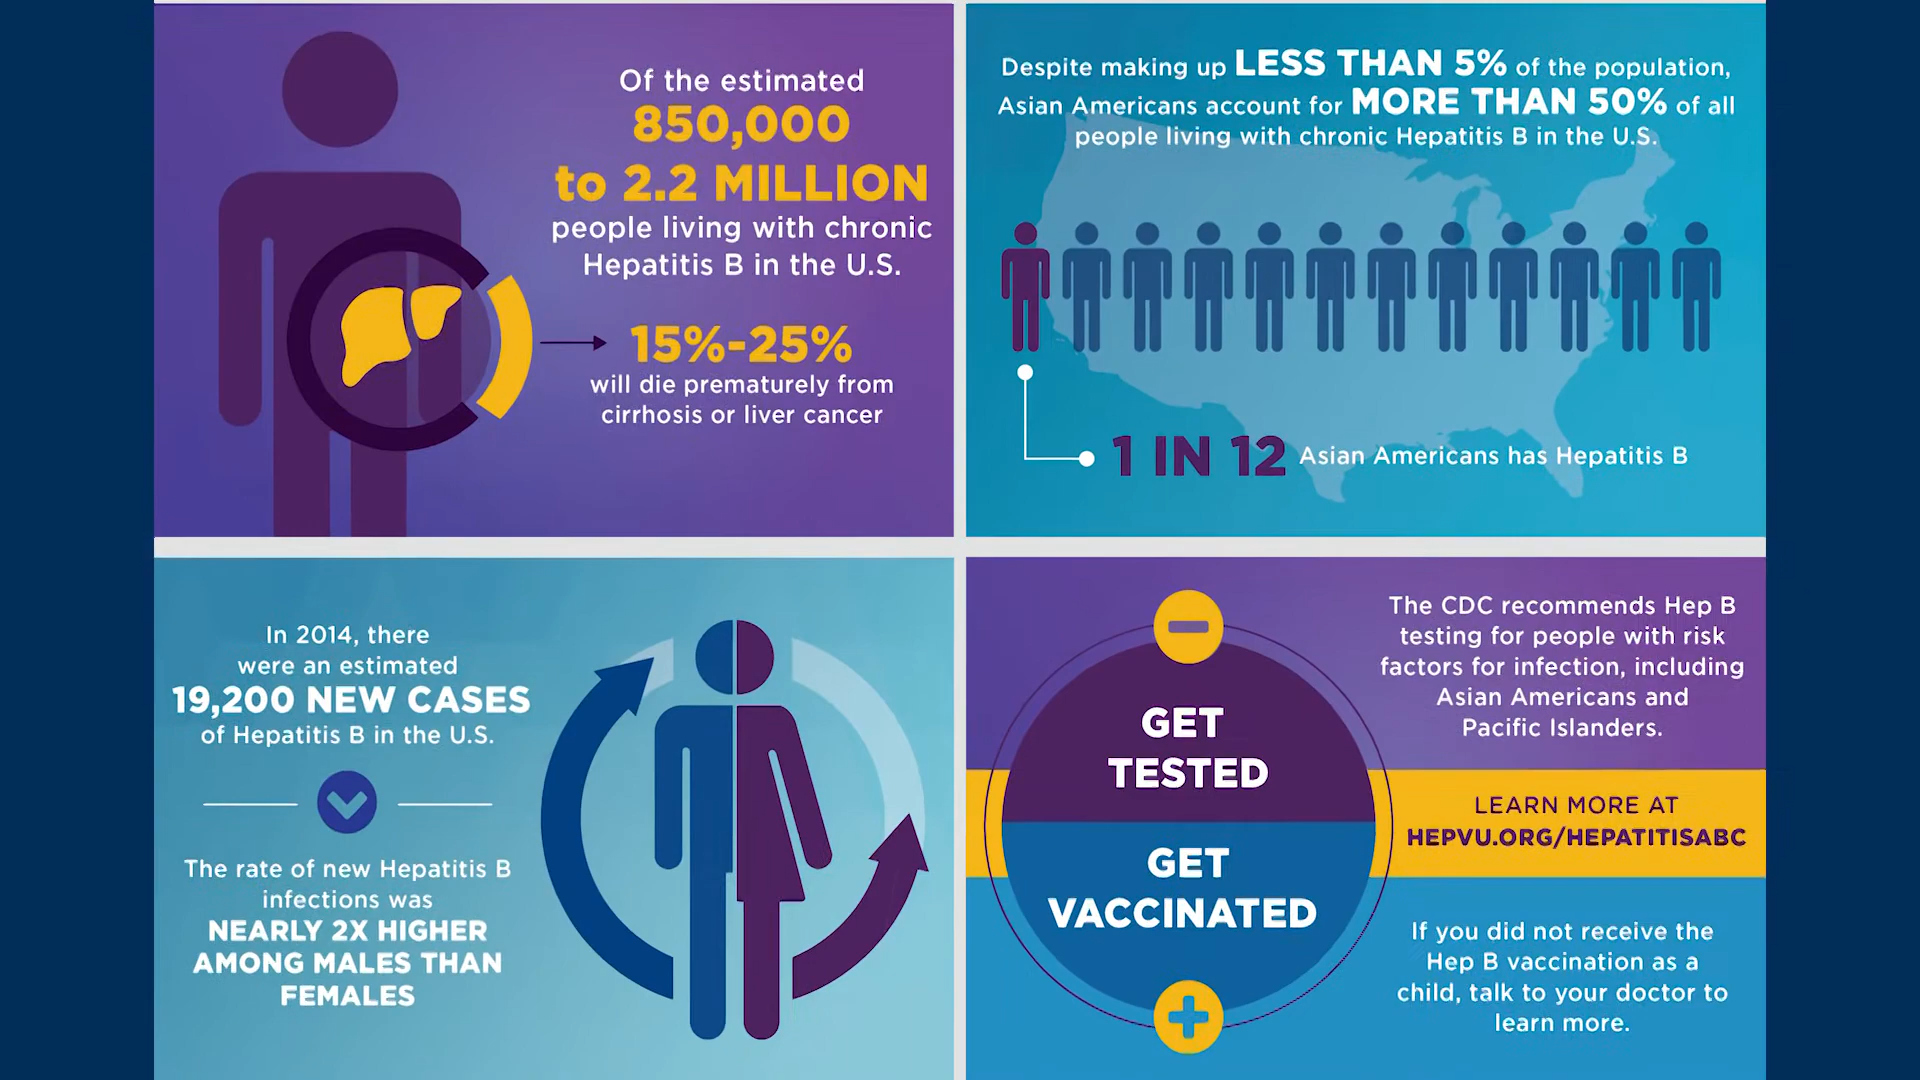 Of the estimated
850,000
to 2.2 MILLION
people living with chronic
Hepatitis B in the U.S.
15%-25%
will die prematurely from
cirrhosis or liver cancer
Despite making up LESS THAN 5% of the population,
Asian Americans account for MORE THAN 50% of all
people living with chronic Hepatitis B in the U.S.
1 IN 12 Asian Americans has Hepatitis B
In 2014, there
were an estimated
19,200 NEW CASES
of Hepatitis B in the U.S.
The rate of new Hepatitis B
infections was
NEARLY 2X HIGHER
AMONG MALES THAN
FEMALES
GET
TESTED
GET
VACCINATED
The CDC recommends Hep B
testing for people with risk
factors for infection, including
Asian Americans and
Pacific Islanders.
LEARN MORE AT
HEPVU.ORG/HEPATITISABC
If you did not receive the
Hep B vaccination as a
child, talk to your doctor to
learn more.